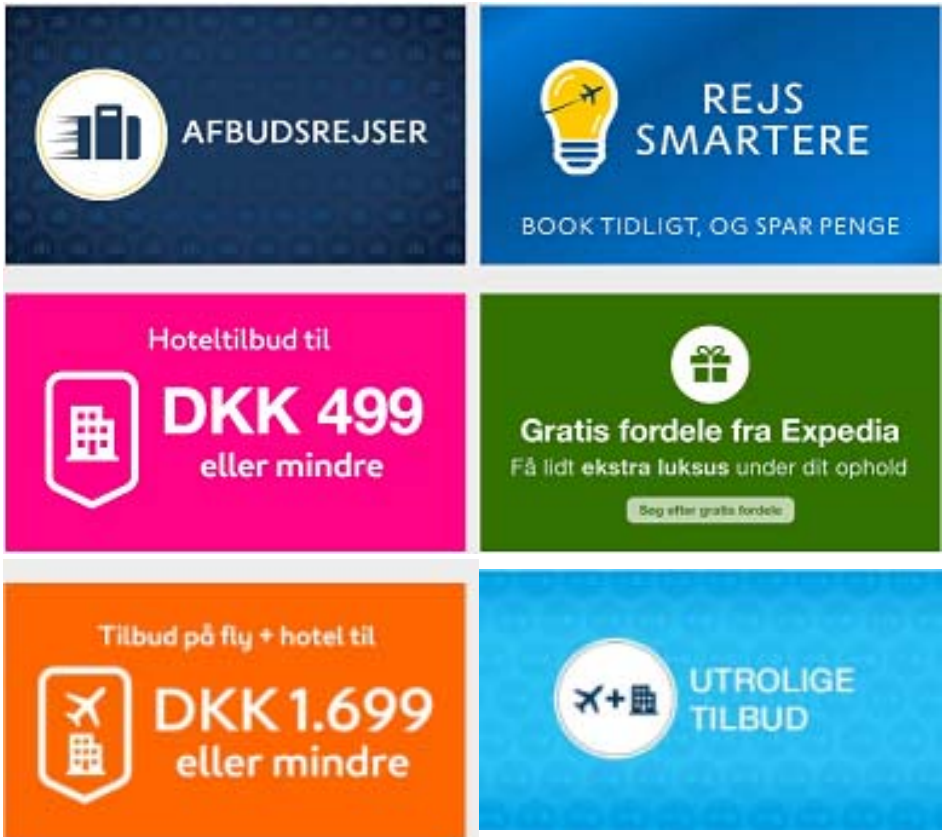 AFBUDSREJSER
REJS
SMARTERE
BOOK TIDLIGT, OG SPAR PENGE
Hoteltilbud til
DKK 499
eller mindre
Gratis fordele fra Expedia
Få lidt ekstra luksus under dit ophold
Søg efter gratis fordele
Tilbud på fly + hotel til
DKK 1.699
eller mindre
UTROLIGE
TILBUD